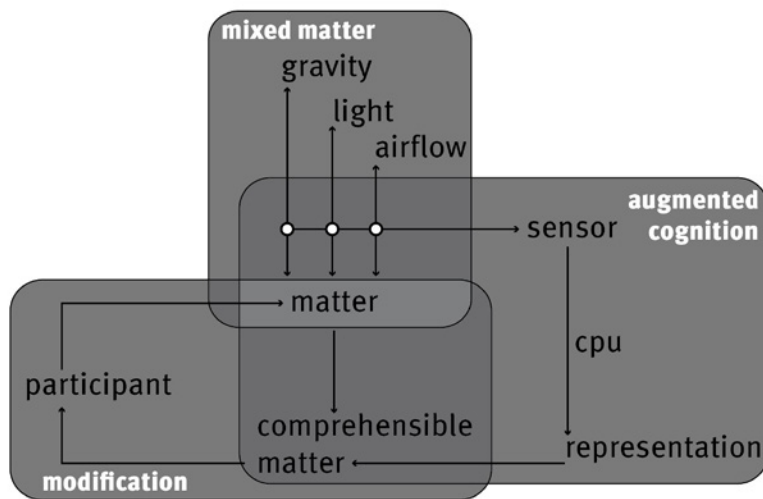 mixed matter
gravity
light
airflow
augmented
cognition
sensor
matter
cpu
participant
comprehensible
matter
representation
modification